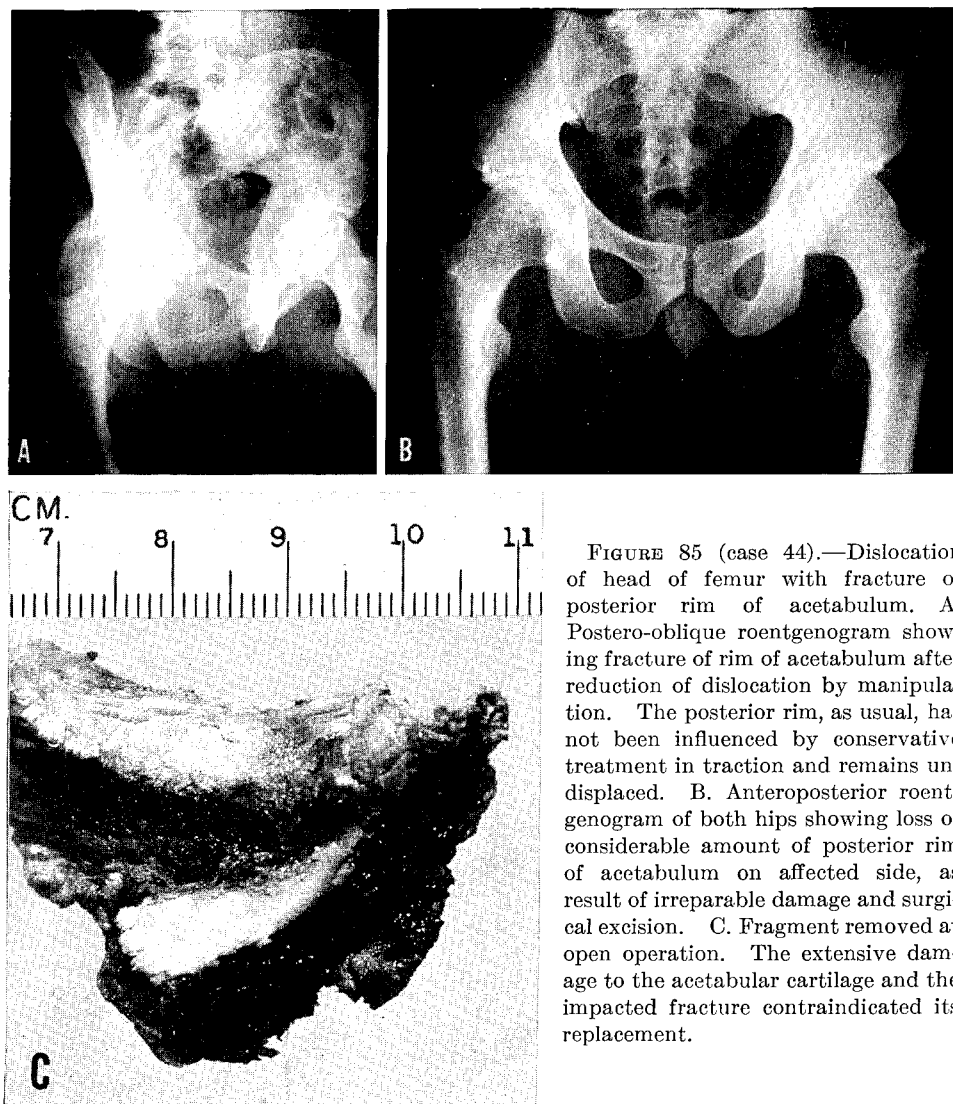 A
B
CM.
7 8 9 10 11
C
FIGURE 85 (case 44).—Dislocation
of head of femur with fracture o
posterior rim of acetabulum. A
Postero-oblique roentgenogram show
ing fracture of rim of acetabulum afte
reduction of dislocation by manipula
tion. The posterior rim, as usual, ha
not been influenced by conservative
treatment in traction and remains un
displaced. B. Anteroposterior roent
genogram of both hips showing loss o
considerable amount of posterior rim
of acetabulum on affected side, as
result of irreparable damage and surgi
cal excision. C. Fragment removed at
open operation. The extensive dam
age to the acetabular cartilage and the
impacted fracture contraindicated its
replacement.